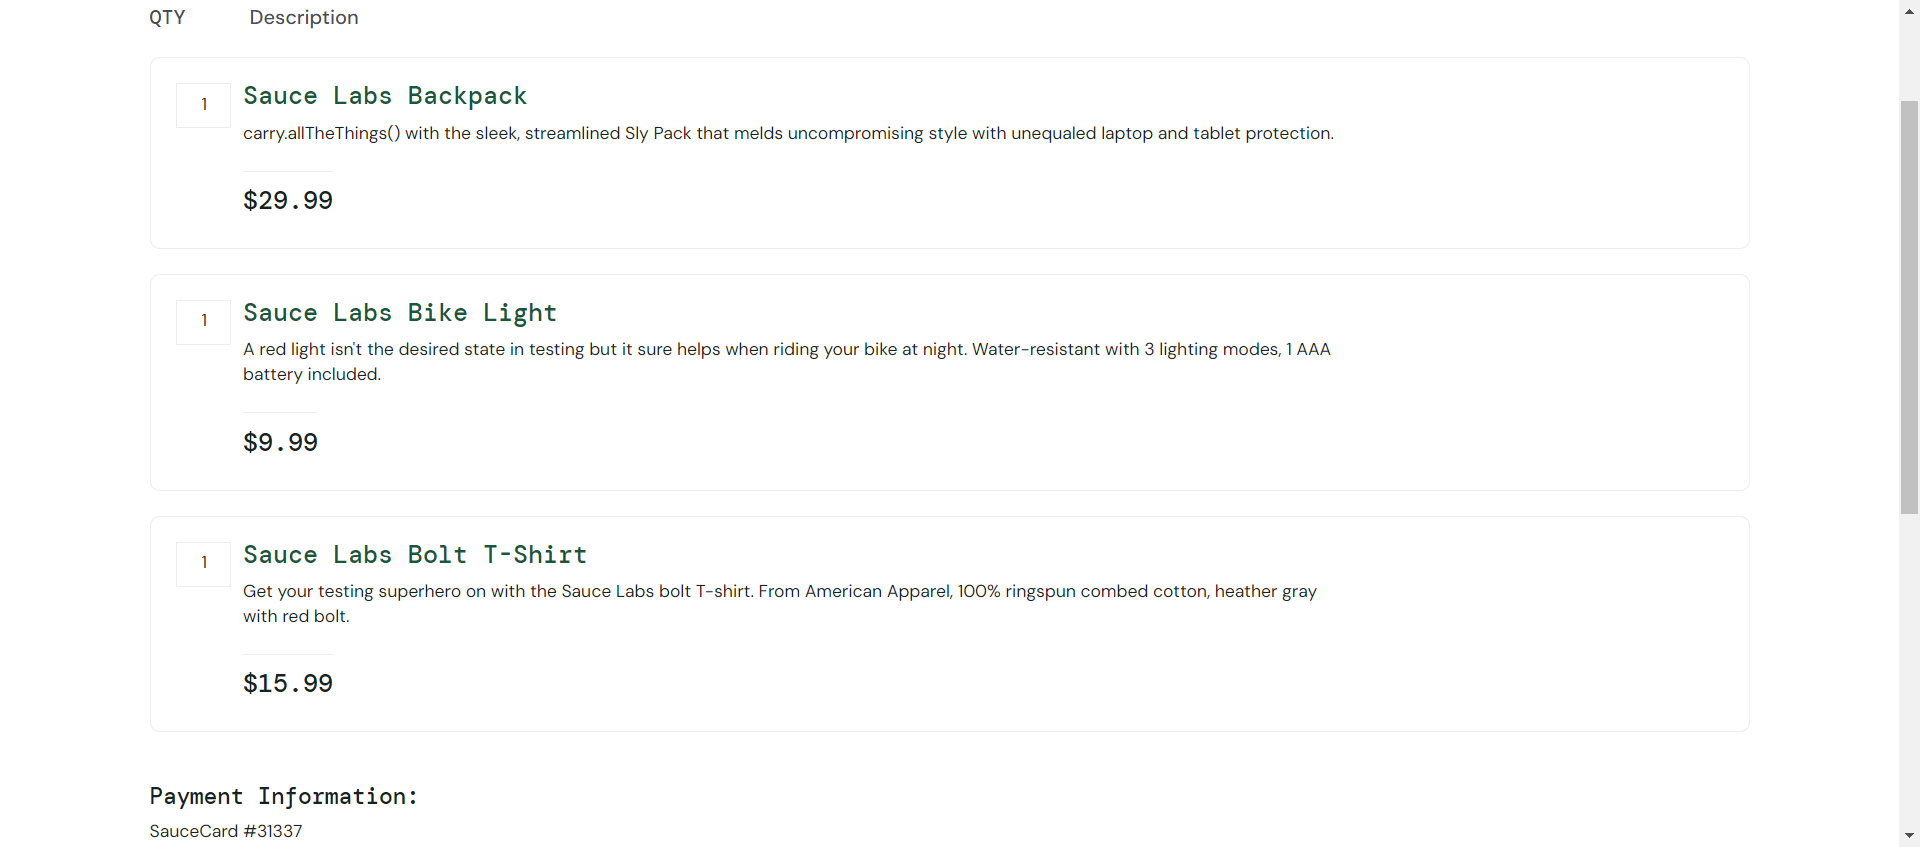 QTY Description
1 Sauce Labs Backpack
carry.allTheThings() with the sleek, streamlined Sly Pack that melds uncompromising style with unequaled laptop and tablet protection.
$29.99
1 Sauce Labs Bike Light
A red light isn't the desired state in testing but it sure helps when riding your bike at night. Water-resistant with 3 lighting modes, 1 AAA
battery included.
$9.99
1 Sauce Labs Bolt T-Shirt
Get your testing superhero on with the Sauce Labs bolt T-shirt. From American Apparel, 100% ringspun combed cotton, heather gray
with red bolt.
$15.99
Payment Information:
SauceCard #31337